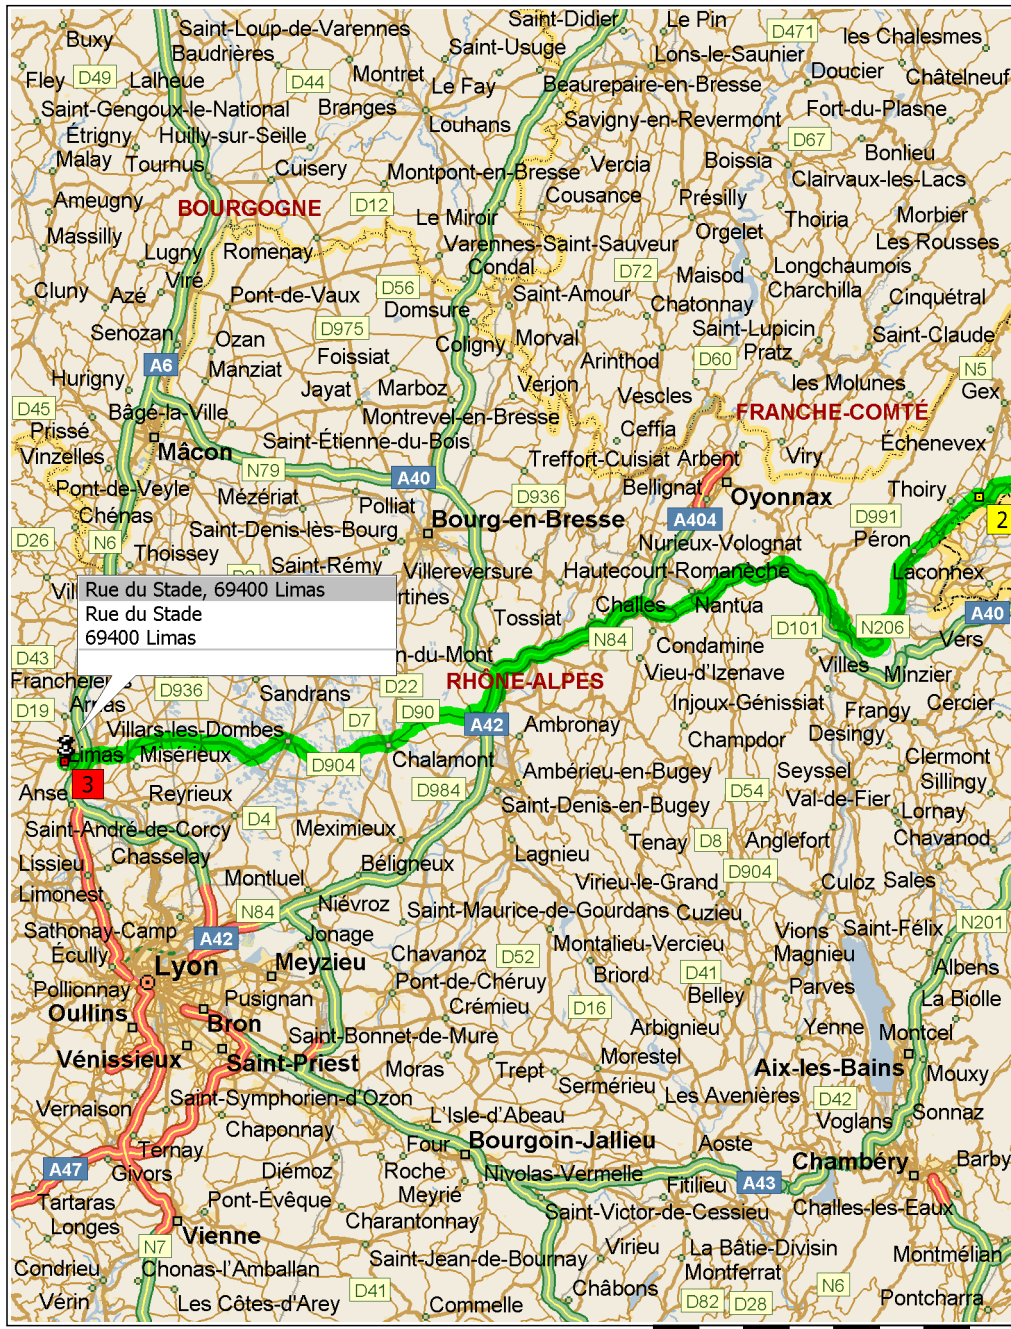 Saint-Didier
Le Pin
Saint-Loup-de-Varennes
D471
les Chalesmes
Buxy
Baudrières
Saint-Usuge
Lons-le-Saunier
Fley
D49
Lalheue
D44
Montret
Le Fay
Beaurepaire-en-Bresse
Doucier
Châtelneuf
Saint-Gengoux-le-National
Branges
Louhans
Savigny-en-Revermont
Fort-du-Plasne
Étrigny
Huilly-sur-Seille
D67
Malay
Tournus
Cuisery
Montpont-en-Bresse
Vercia
Boissia
Bonlieu
Clairvaux-les-Lacs
Ameugny
BOURGOGNE
D12
Le Miroir
Cousance
Présilly
Thoiria
Morbier
Massilly
Lugny
Romenay
Varennes-Saint-Sauveur
Orgelet
Les Rousses
Viré
Condal
D72
Maisod
Longchaumois
Cluny
Azé
Pont-de-Vaux
D56
Domsure
Saint-Amour
Chatonnay
Charchilla
Cinquétral
Senozan
Ozan
D975
Coligny
Morval
Saint-Lupicin
Saint-Claude
A6
Foissiat
Arinthod
D60
Pratz
N5
Hurigny
Manziat
Jayat
Marboz
Verjon
Vescles
les Molunes
Gex
D45
Bâgé-la-Ville
Montrevel-en-Bresse
FRANCHE-COMTÉ
Prissé
Saint-Étienne-du-Bois
Ceffia
Échenevex
Vinzelles
Mâcon
N79
A40
Treffort-Cuisiat
Arbent
Viry
Pont-de-Veyle
Mézériat
Polliat
D936
Bellignat
Oyonnax
Thoiry
Chénas
Saint-Denis-lès-Bourg
Bourg-en-Bresse
A404
D991
2
D26
N6
Thoissey
Saint-Rémy
Villereversure
Nurieux-Volognat
Péron
Hautecourt-Romanèche
Laconnex
Rue du Stade, 69400 Limas
Rue du Stade
69400 Limas
Tossiat
Challes
Nantua
A40
N84
D101
N206
Vers
D43
RHÔNE-ALPES
Condamine
Villes
Minzier
D936
Sandrans
D22
Vieu-d'Izenave
D19
D7
D90
A42
Ambronay
Injoux-Génissiat
Frangy
Cercier
Villars-les-Dombes
Champdor
Desingy
Limas
Misérieux
D904
Chalamont
Clermont
3
Anse
Reyrieux
D984
Ambérieu-en-Bugey
Seyssel
Sillingy
D54
Val-de-Fier
Saint-Denis-en-Bugey
Lornay
Saint-André-de-Corcy
D4
Meximieux
Tenay
D8
Anglefort
Chavanod
Lissieu
Chasselay
Béligneux
Lagnieu
D904
Limonest
Montluel
Virieu-le-Grand
Culoz
Sales
N84
Niévroz
Saint-Maurice-de-Gourdans
Cuzieu
Sathonay-Camp
A42
Jonage
Vions
Saint-Félix
N201
Écully
Lyon
Meyzieu
Chavanoz
D52
Montalieu-Vercieu
Magnieu
Albens
Pollionnay
Pusignan
Pont-de-Chéruy
Briord
D41
Belley
Parves
La Biolle
Oullins
Bron
Crémieu
D16
Arbignieu
Yenne
Montcel
Vénissieux
Saint-Bonnet-de-Mure
Saint-Priest
Moras
Trept
Morestel
Aix-les-Bains
Mouxy
Sermérieu
Vernaison
Saint-Symphorien-d'Ozon
Les Avenières
D42
Sonnaz
Chaponnay
L'Isle-d'Abeau
Voglans
Ternay
Four
Bourgoin-Jallieu
Aoste
A47
Givors
Diémoz
Roche
Nivolas-Vermelle
Fitilieu
A43
Chambéry
Barby
Tartaras
Pont-Évêque
Meyrié
Challes-les-Eaux
Longes
Charantonnay
Saint-Victor-de-Cessieu
N7
Vienne
Saint-Jean-de-Bournay
Virieu
La Bâtie-Divisin
Montmélian
Condrieu
Chonas-l'Amballan
Montferrat
D41
Châbons
N6
Vérin
Les Côtes-d'Arey
Commelle
D82
D28
Pontcharra